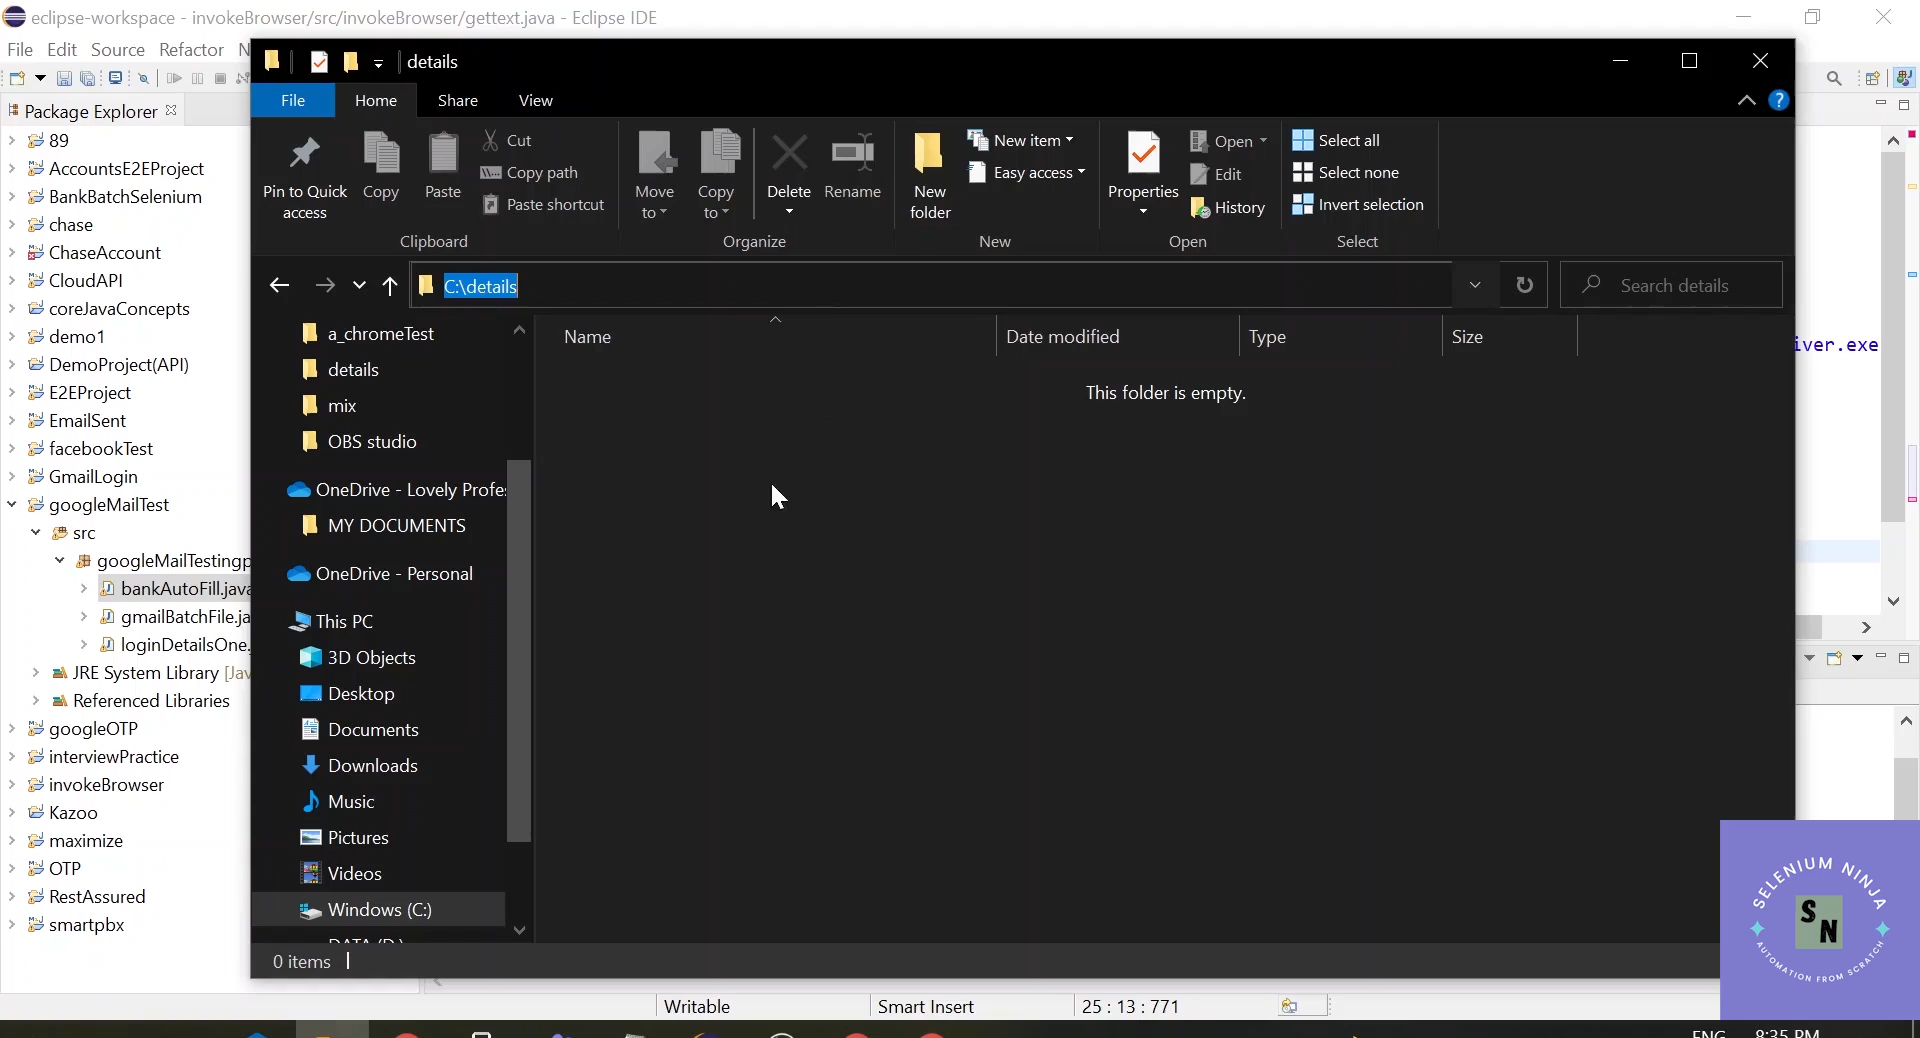 eclipse-workspace - invokeBrowser/src/invokeBrowser/gettext.java - Eclipse IDE
File Edit Source Refactor N
details
File Home Share View
Package Explorer
89
AccountsE2EProject
BankBatchSelenium
chase
ChaseAccount
CloudAPI
coreJavaConcepts
demo1
DemoProject(API)
E2EProject
EmailSent
facebookTest
GmailLogin
googleMailTest
src
googleMailTestingp
bankAutoFill.java
gmailBatchFile.ja
loginDetailsOne.
JRE System Library [Jav
Referenced Libraries
googleOTP
interviewPractice
invokeBrowser
Kazoo
maximize
OTP
RestAssured
smartpbx
Pin to Quick access
Copy
Paste
Cut
Copy path
Paste shortcut
Clipboard
Move to
Copy to
Delete
Rename
Organize
New folder
New item
Easy access
New
Properties
Open
Edit
History
Open
Select all
Select none
Invert selection
Select
C:\details
Search details
a_chromeTest
details
mix
OBS studio
OneDrive - Lovely Profe
MY DOCUMENTS
OneDrive - Personal
This PC
3D Objects
Desktop
Documents
Downloads
Music
Pictures
Videos
Windows (C:)
Name Date modified Type Size
This folder is empty.
iver.exe
0 items
SELENIUM NINJA
SN
AUTOMATION FROM SCRATCH
Writable Smart Insert 25 : 13 : 771
ENG 8:35 PM